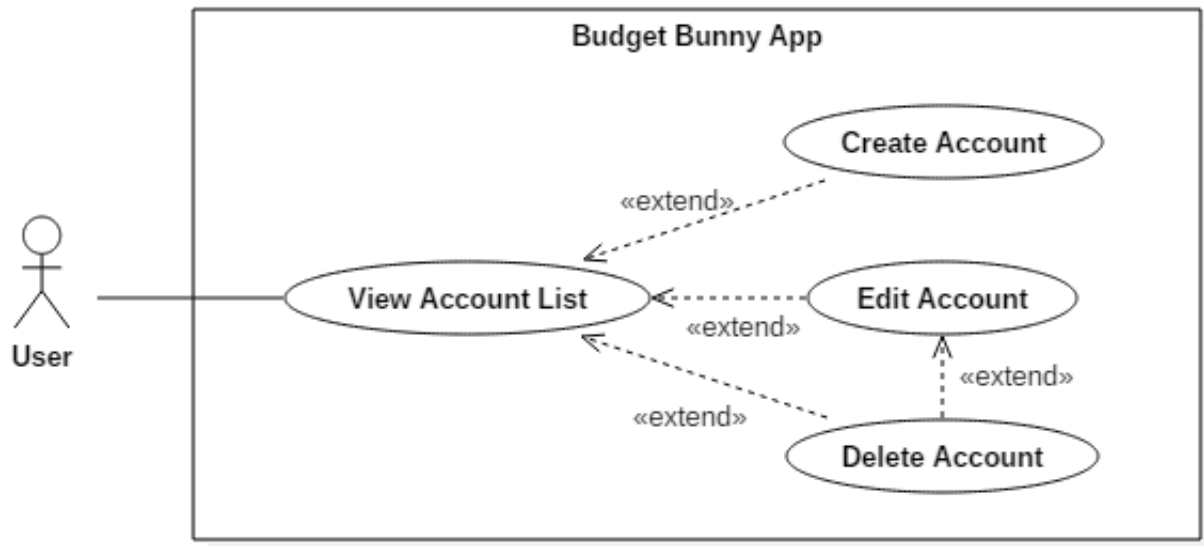 Budget Bunny App
Create Account
«extend»
View Account List
Edit Account
«extend»
User
«extend»
«extend»
Delete Account